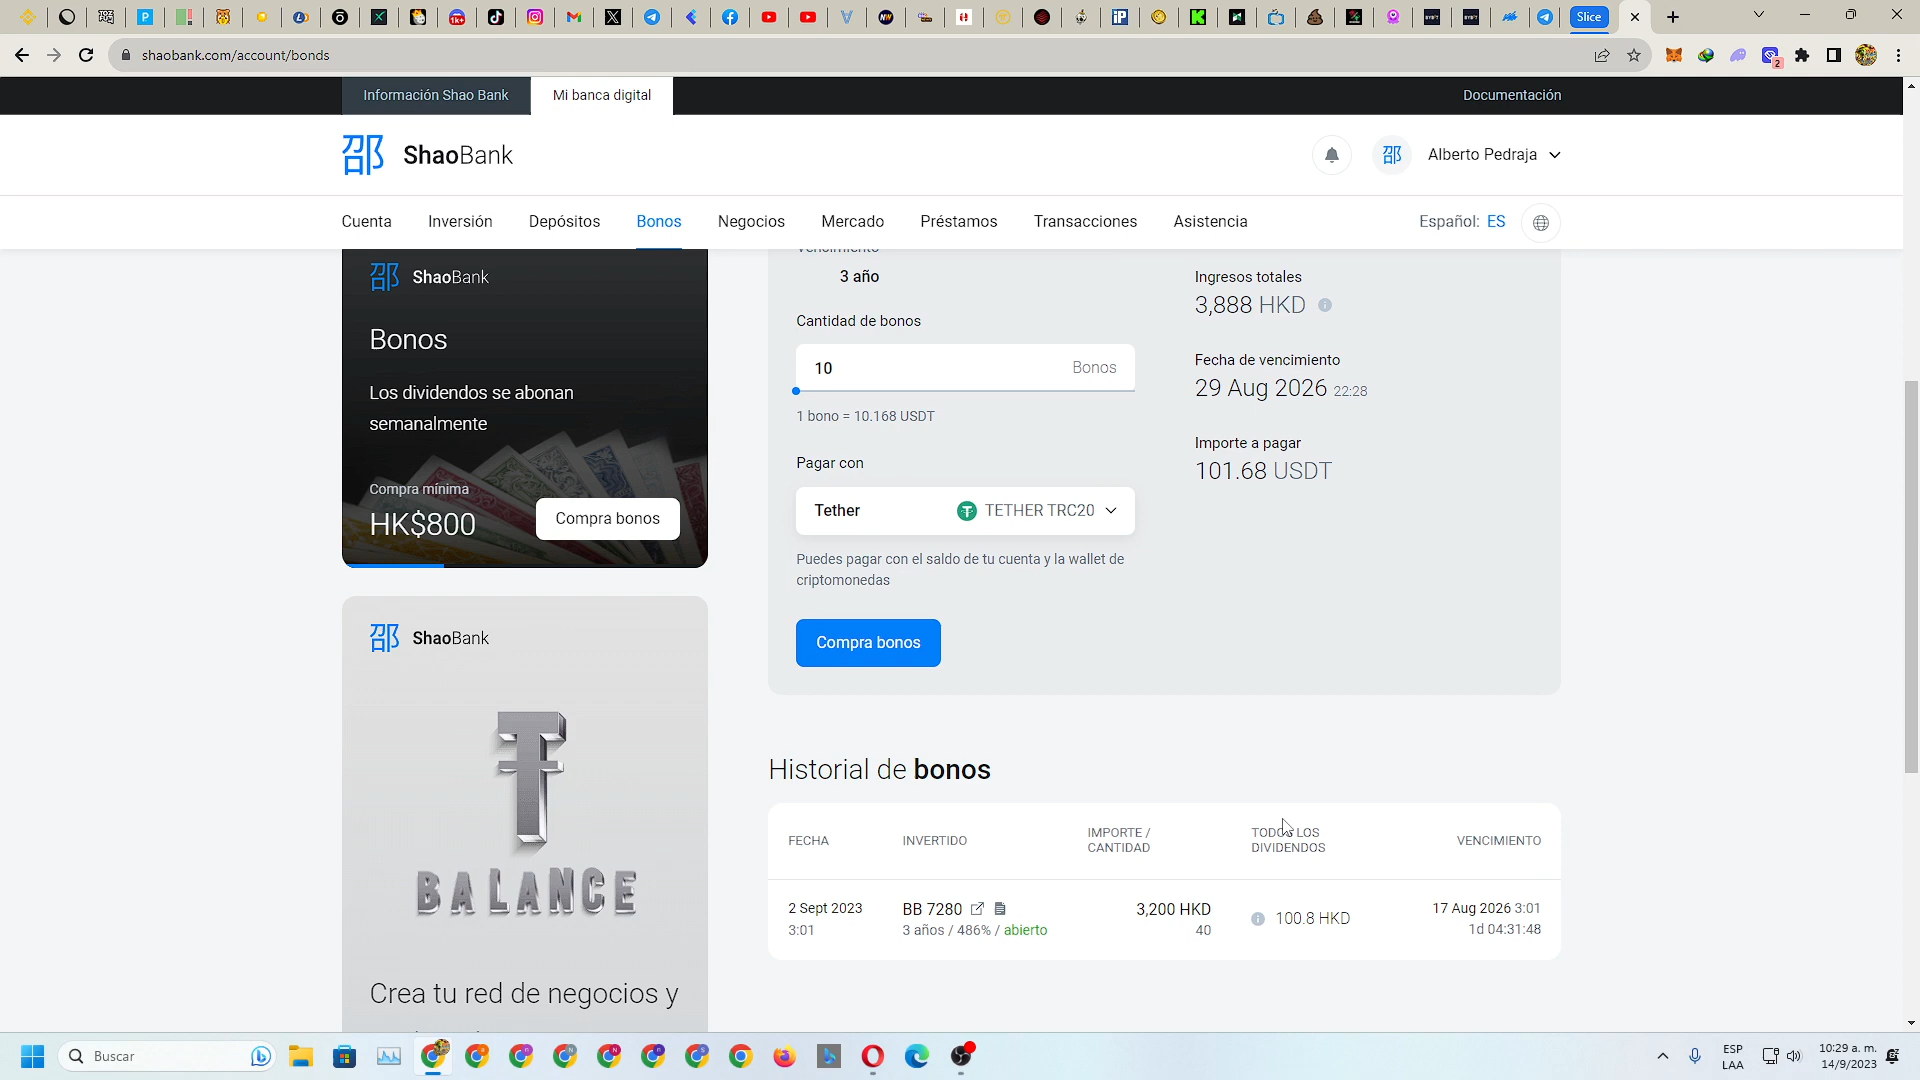 Slice
shaobank.com/account/bonds
2
Información Shao Bank
Mi banca digital
Documentación
邵 ShaoBank
邵 Alberto Pedraja
Cuenta
Inversión
Depósitos
Bonos
Negocios
Mercado
Préstamos
Transacciones
Asistencia
Español: ES
邵 ShaoBank
Bonos
Los dividendos se abonan
semanalmente
Compra mínima
HK$800
Compra bonos
邵 ShaoBank
BALANCE
Crea tu red de negocios y
Vencimiento
3 año
Cantidad de bonos
10 Bonos
1 bono = 10.168 USDT
Pagar con
Tether TETHER TRC20
Puedes pagar con el saldo de tu cuenta y la wallet de
criptomonedas
Compra bonos
Ingresos totales
3,888 HKD
Fecha de vencimiento
29 Aug 2026 22:28
Importe a pagar
101.68 USDT
Historial de bonos
FECHA
INVERTIDO
IMPORTE /
CANTIDAD
TODOS LOS
DIVIDENDOS
VENCIMIENTO
2 Sept 2023
3:01
BB 7280
3 años / 486% / abierto
3,200 HKD
40
100.8 HKD
17 Aug 2026 3:01
1d 04:31:48
Buscar
ESP
LAA
10:29 a. m.
14/9/2023